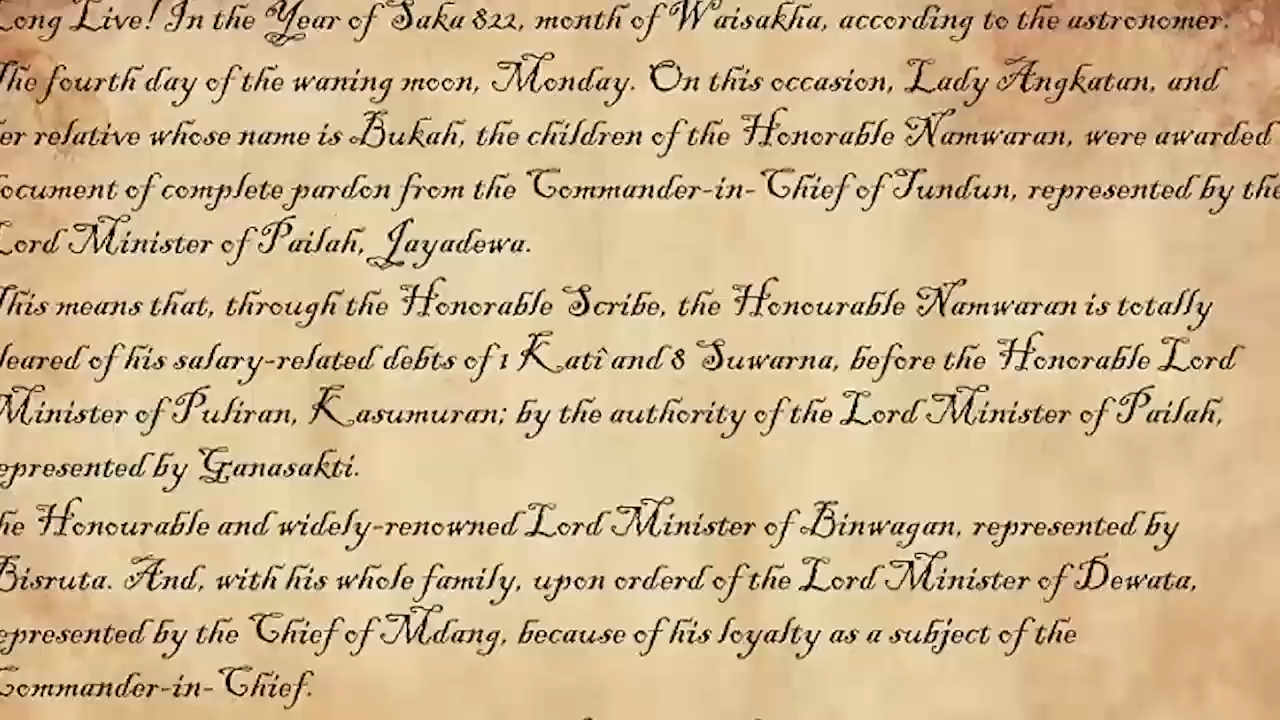 Long Live! In the Year of Saka 822, month of Waisakha, according to the astronomer.
The fourth day of the waning moon, Monday. On this occasion, Lady Angkatan, and
er relative whose name is Bukah, the children of the Honorable Namwaran, were awarded
ocument of complete pardon from the Commander-in-Chief of Tundun, represented by the
Lord Minister of Pailah, Jayadewa.
This means that, through the Honorable Scribe, the Honourable Namwaran is totally
leared of his salary-related debts of 1 Katî and 8 Suwarna, before the Honorable Lord
Minister of Puliran, Kasumuran; by the authority of the Lord Minister of Pailah,
epresented by Ganasakti.
he Honourable and widely-renowned Lord Minister of Binwagan, represented by
Bisruta. And, with his whole family, upon orderd of the Lord Minister of Dewata,
epresented by the Chief of Mdang, because of his loyalty as a subject of the
Commander-in-Chief.